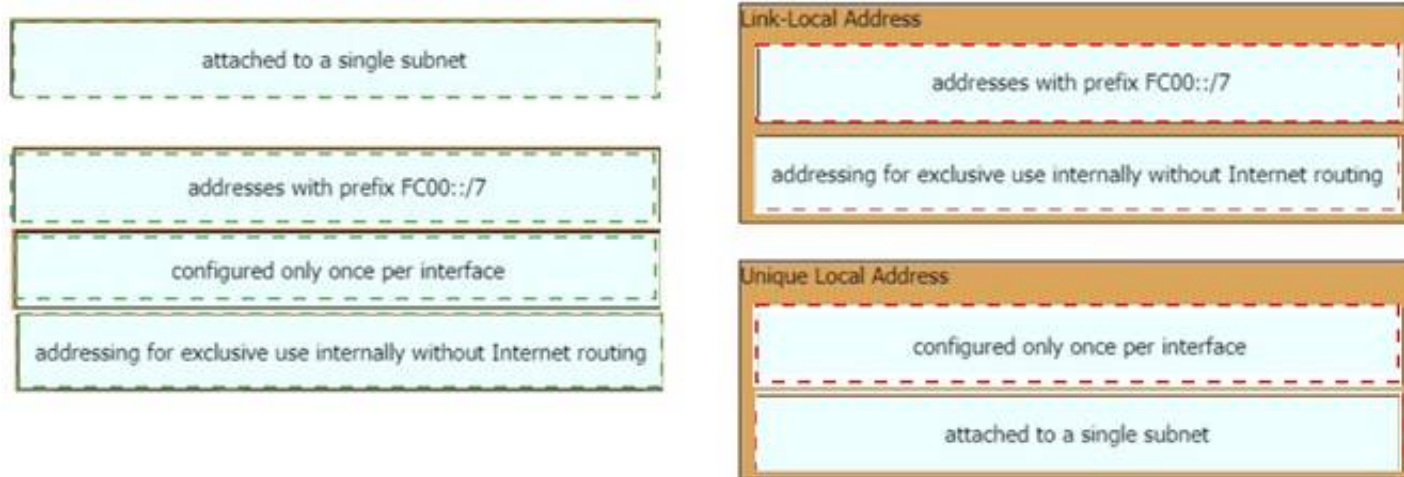 attached to a single subnet
addresses with prefix FC00::/7
configured only once per interface
addressing for exclusive use internally without Internet routing
Link-Local Address
addresses with prefix FC00::/7
addressing for exclusive use internally without Internet routing
Unique Local Address
configured only once per interface
attached to a single subnet